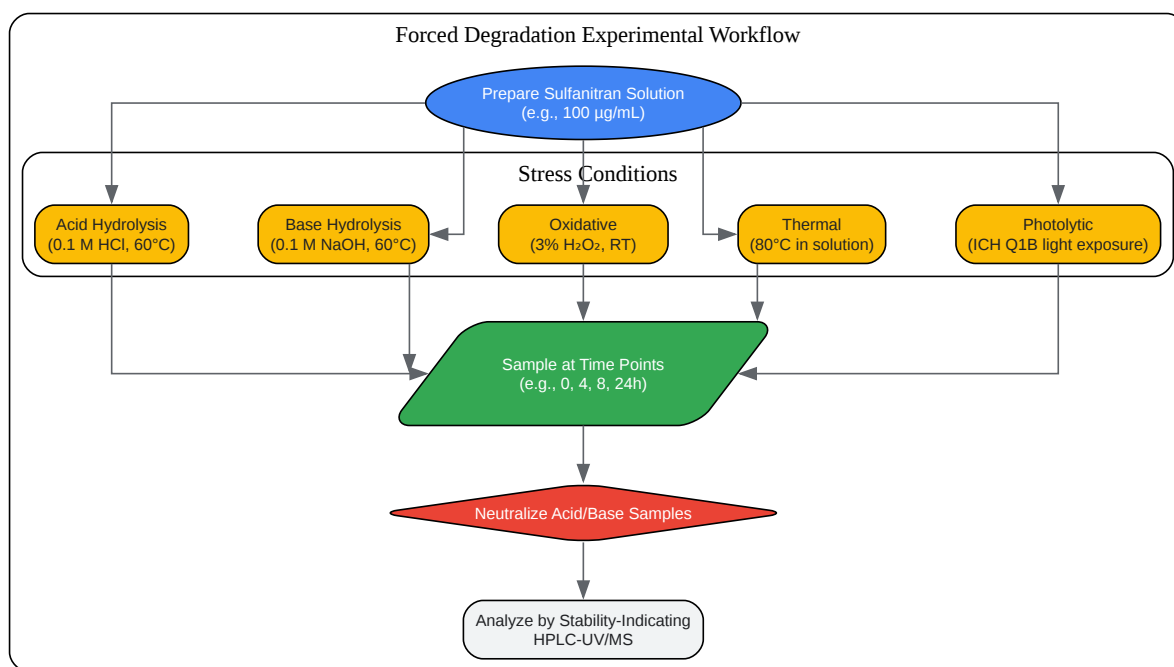 Forced Degradation Experimental Workflow
Prepare Sulfanitran Solution
(e.g., 100 µg/mL)
Stress Conditions
Acid Hydrolysis
(0.1 M HCl, 60°C)
Base Hydrolysis
(0.1 M NaOH, 60°C)
Oxidative
(3% H₂O₂, RT)
Thermal
(80°C in solution)
Photolytic
(ICH Q1B light exposure)
Sample at Time Points
(e.g., 0, 4, 8, 24h)
Neutralize Acid/Base Samples
Analyze by Stability-Indicating
HPLC-UV/MS